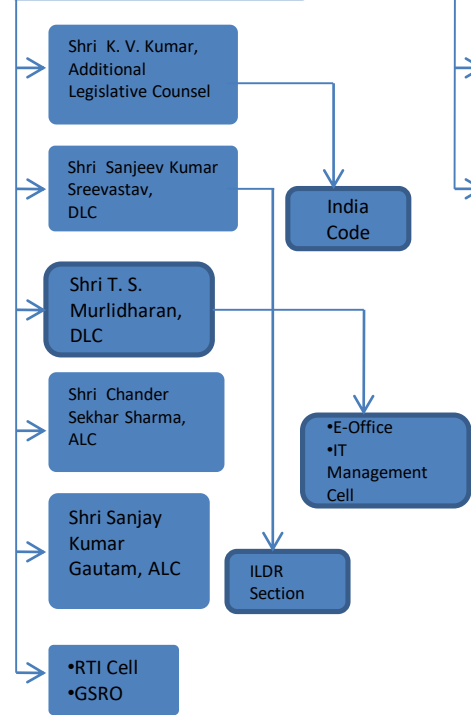 Shri K. V. Kumar,
Additional
Legislative Counsel
Shri Sanjeev Kumar
Sreevastav,
DLC
India
Code
Shri T. S.
Murlidharan,
DLC
Shri Chander
Sekhar Sharma,
ALC
•E-Office
•IT
Management
Cell
Shri Sanjay
Kumar
Gautam, ALC
ILDR
Section
•RTI Cell
•GSRO